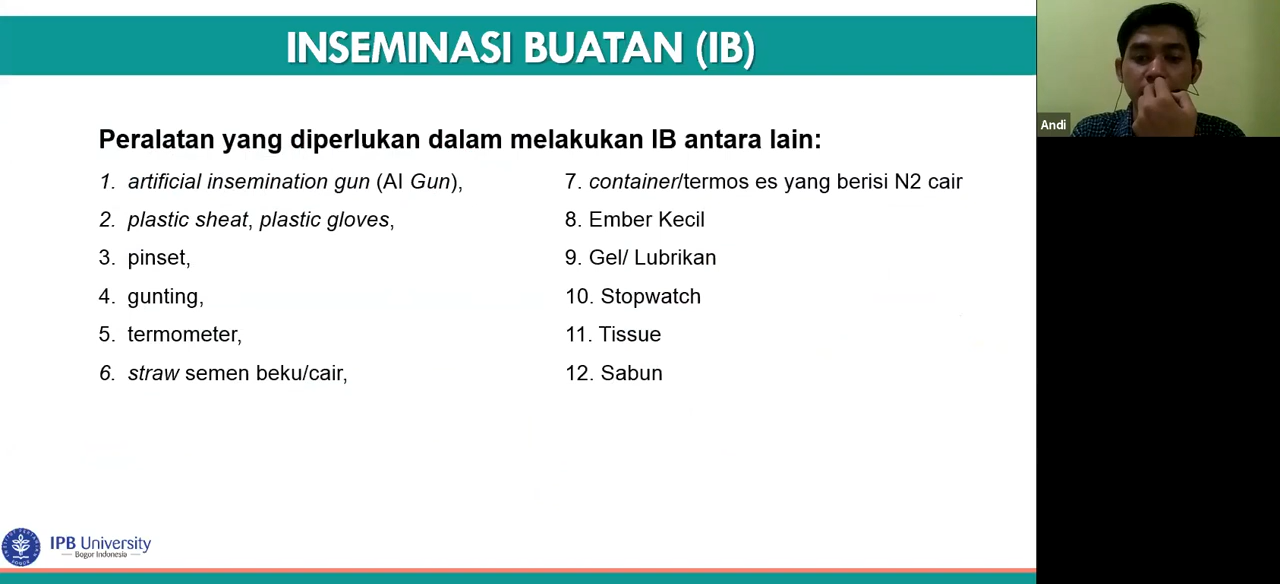 INSEMINASI BUATAN (IB)
Andi
Peralatan yang diperlukan dalam melakukan IB antara lain:
1. artificial insemination gun (AI Gun),
2. plastic sheat, plastic gloves,
3. pinset,
4. gunting,
5. termometer,
6. straw semen beku/cair,
7. container/termos es yang berisi N2 cair
8. Ember Kecil
9. Gel/ Lubrikan
10. Stopwatch
11. Tissue
12. Sabun
IPB University
Bogor Indonesia